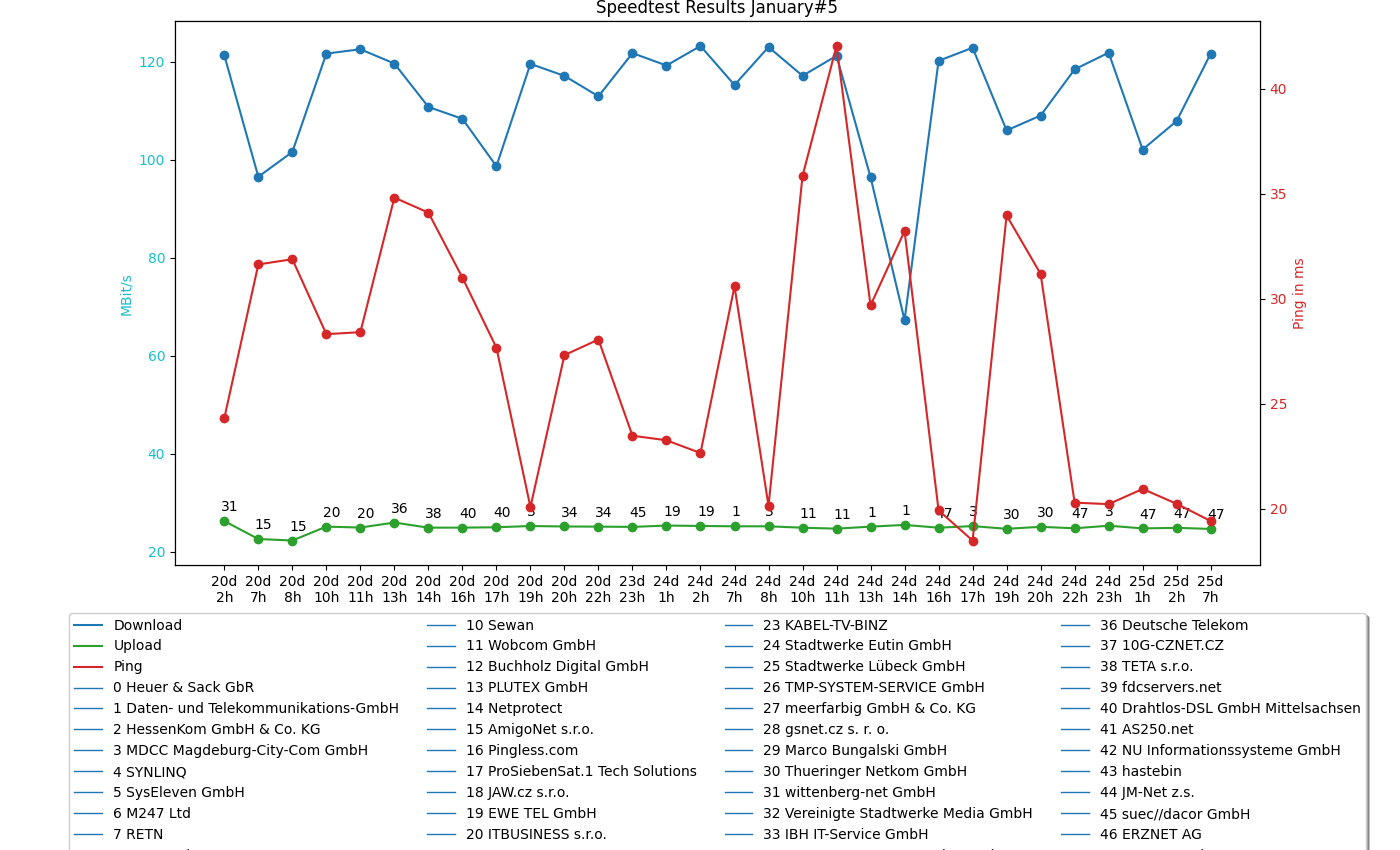 Speedtest Results January#5
120
100
80
60
40
20
MBit/s
40
35
30
25
20
Ping in ms
31 15 15 20 20 36 38 40 40 3 34 34 45 19 19 1 3 11 11 1 1 47 3 30 30 47 3 47 47 47
20d 20d 20d 20d 20d 20d 20d 20d 20d 20d 20d 20d 23d 24d 24d 24d 24d 24d 24d 24d 24d 24d 24d 24d 24d 24d 24d 25d 25d 25d
2h 7h 8h 10h 11h 13h 14h 16h 17h 19h 20h 22h 23h 1h 2h 7h 8h 10h 11h 13h 14h 16h 17h 19h 20h 22h 23h 1h 2h 7h
Download
Upload
Ping
0 Heuer & Sack GbR
1 Daten- und Telekommunikations-GmbH
2 HessenKom GmbH & Co. KG
3 MDCC Magdeburg-City-Com GmbH
4 SYNLINQ
5 SysEleven GmbH
6 M247 Ltd
7 RETN
10 Sewan
11 Wobcom GmbH
12 Buchholz Digital GmbH
13 PLUTEX GmbH
14 Netprotect
15 AmigoNet s.r.o.
16 Pingless.com
17 ProSiebenSat.1 Tech Solutions
18 JAW.cz s.r.o.
19 EWE TEL GmbH
20 ITBUSINESS s.r.o.
23 KABEL-TV-BINZ
24 Stadtwerke Eutin GmbH
25 Stadtwerke Lübeck GmbH
26 TMP-SYSTEM-SERVICE GmbH
27 meerfarbig GmbH & Co. KG
28 gsnet.cz s. r. o.
29 Marco Bungalski GmbH
30 Thueringer Netkom GmbH
31 wittenberg-net GmbH
32 Vereinigte Stadtwerke Media GmbH
33 IBH IT-Service GmbH
36 Deutsche Telekom
37 10G-CZNET.CZ
38 TETA s.r.o.
39 fdcservers.net
40 Drahtlos-DSL GmbH Mittelsachsen
41 AS250.net
42 NU Informationssysteme GmbH
43 hastebin
44 JM-Net z.s.
45 suec//dacor GmbH
46 ERZNET AG